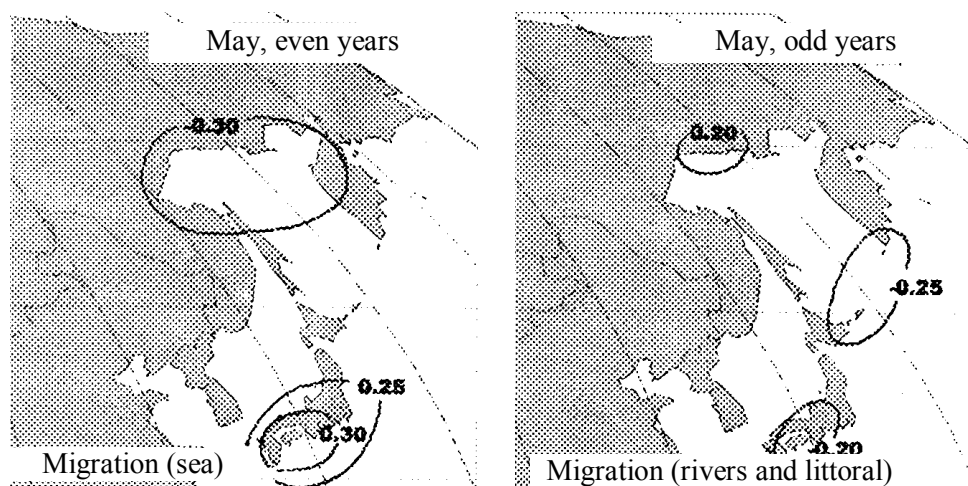 May, even years
-0.30
0.25
0.30
Migration (sea)
May, odd years
0.20
-0.25
-0.20
Migration (rivers and littoral)